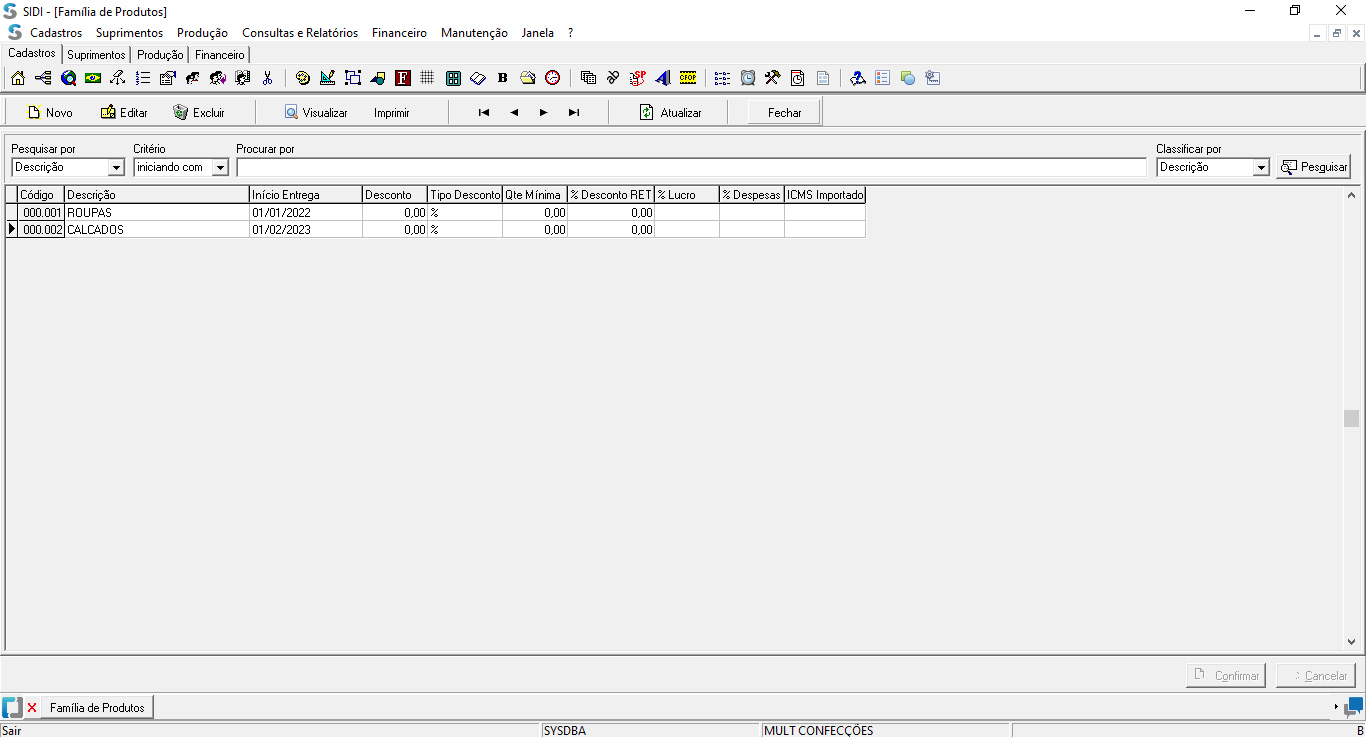 SIDI - [Família de Produtos]
Cadastros Suprimentos Produção Consultas e Relatórios Financeiro Manutenção Janela ?
Cadastros Suprimentos Produção Financeiro
F B SP CFOP
Novo Editar Excluir Visualizar Imprimir Atualizar Fechar
Pesquisar por Critério Procurar por Classificar por
Descrição iniciando com Descrição Pesquisar
Código Descrição Início Entrega Desconto Tipo Desconto Qte Mínima % Desconto RET % Lucro % Despesas ICMS Importado
000.001 ROUPAS 01/01/2022 0,00 % 0,00 0,00
000.002 CALCADOS 01/02/2023 0,00 % 0,00 0,00
Confirmar Cancelar
Família de Produtos
Sair SYSDBA MULT CONFECÇÕES B